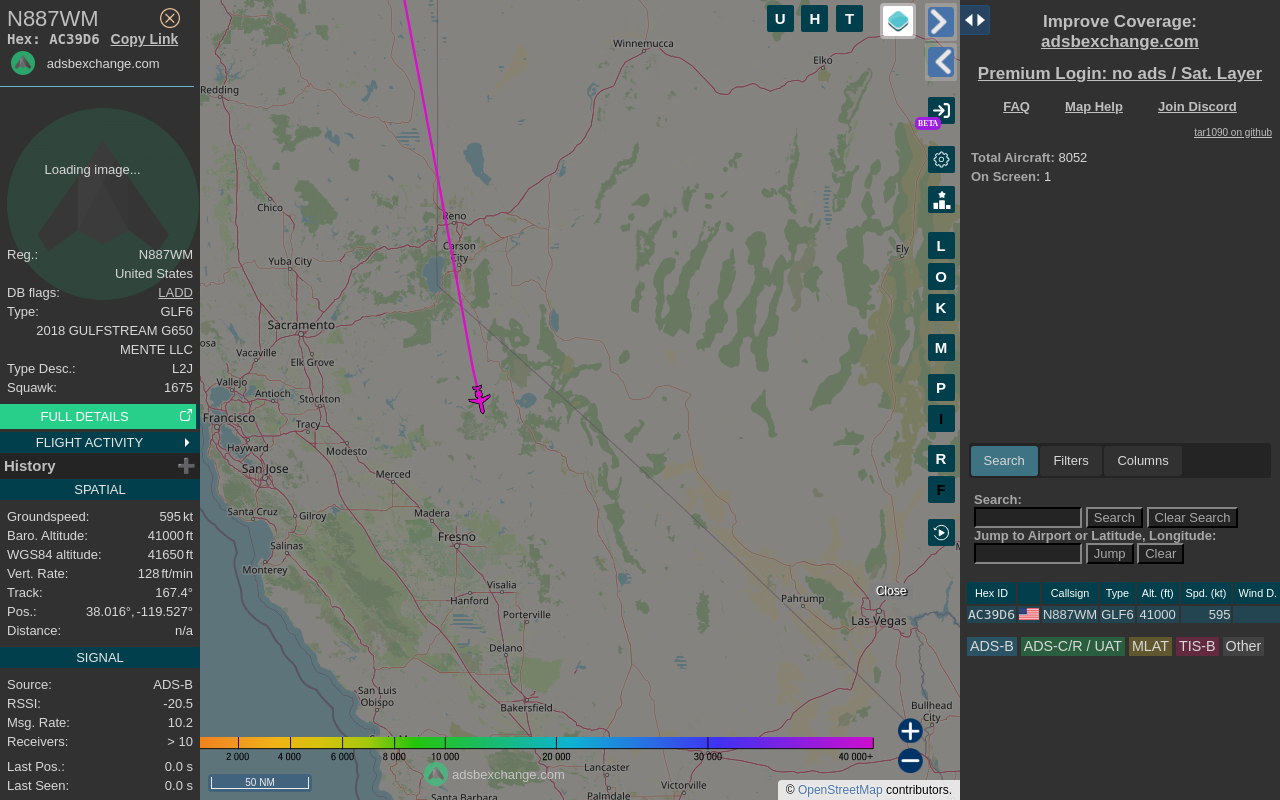 N887WM
Hex: AC39D6 Copy Link
adsbexchange.com
Loading image...
Reg.: N887WM
United States
DB flags: LADD
Type: GLF6
2018 GULFSTREAM G650
MENTE LLC
Type Desc.: L2J
Squawk: 1675
FULL DETAILS
FLIGHT ACTIVITY
History
SPATIAL
Groundspeed: 595 kt
Baro. Altitude: 41000 ft
WGS84 altitude: 41650 ft
Vert. Rate: 128 ft/min
Track: 167.4°
Pos.: 38.016°, -119.527°
Distance: n/a
SIGNAL
Source: ADS-B
RSSI: -20.5
Msg. Rate: 10.2
Receivers: > 10
Last Pos.: 0.0 s
Last Seen: 0.0 s
U H T
Winnemucca
Elko
Redding
BETA
Chico
Reno
Carson
City
Ely
Yuba City
Sacramento
osa
Vacaville
Elk Grove
Vallejo
Antioch
Stockton
Francisco
Tracy
Hayward
Modesto
San Jose
Merced
Santa Cruz
Gilroy
Madera
Fresno
Salinas
Monterey
Visalia
Hanford
Porterville
Pahrump
Close
Las Vegas
Delano
San Luis
Obispo
Bakersfield
Bullhead
City
Lancaster
Palmdale
Victorville
Santa Barbara
L
O
K
M
P
I
R
F
2 000 4 000 6 000 8 000 10 000 20 000 30 000 40 000+
adsbexchange.com
50 NM
© OpenStreetMap contributors.
Improve Coverage:
adsbexchange.com
Premium Login: no ads / Sat. Layer
FAQ Map Help Join Discord
tar1090 on github
Total Aircraft: 8052
On Screen: 1
Search Filters Columns
Search:
Search Clear Search
Jump to Airport or Latitude, Longitude:
Jump Clear
Hex ID Callsign Type Alt. (ft) Spd. (kt) Wind D.
AC39D6 N887WM GLF6 41000 595
ADS-B ADS-C/R / UAT MLAT TIS-B Other